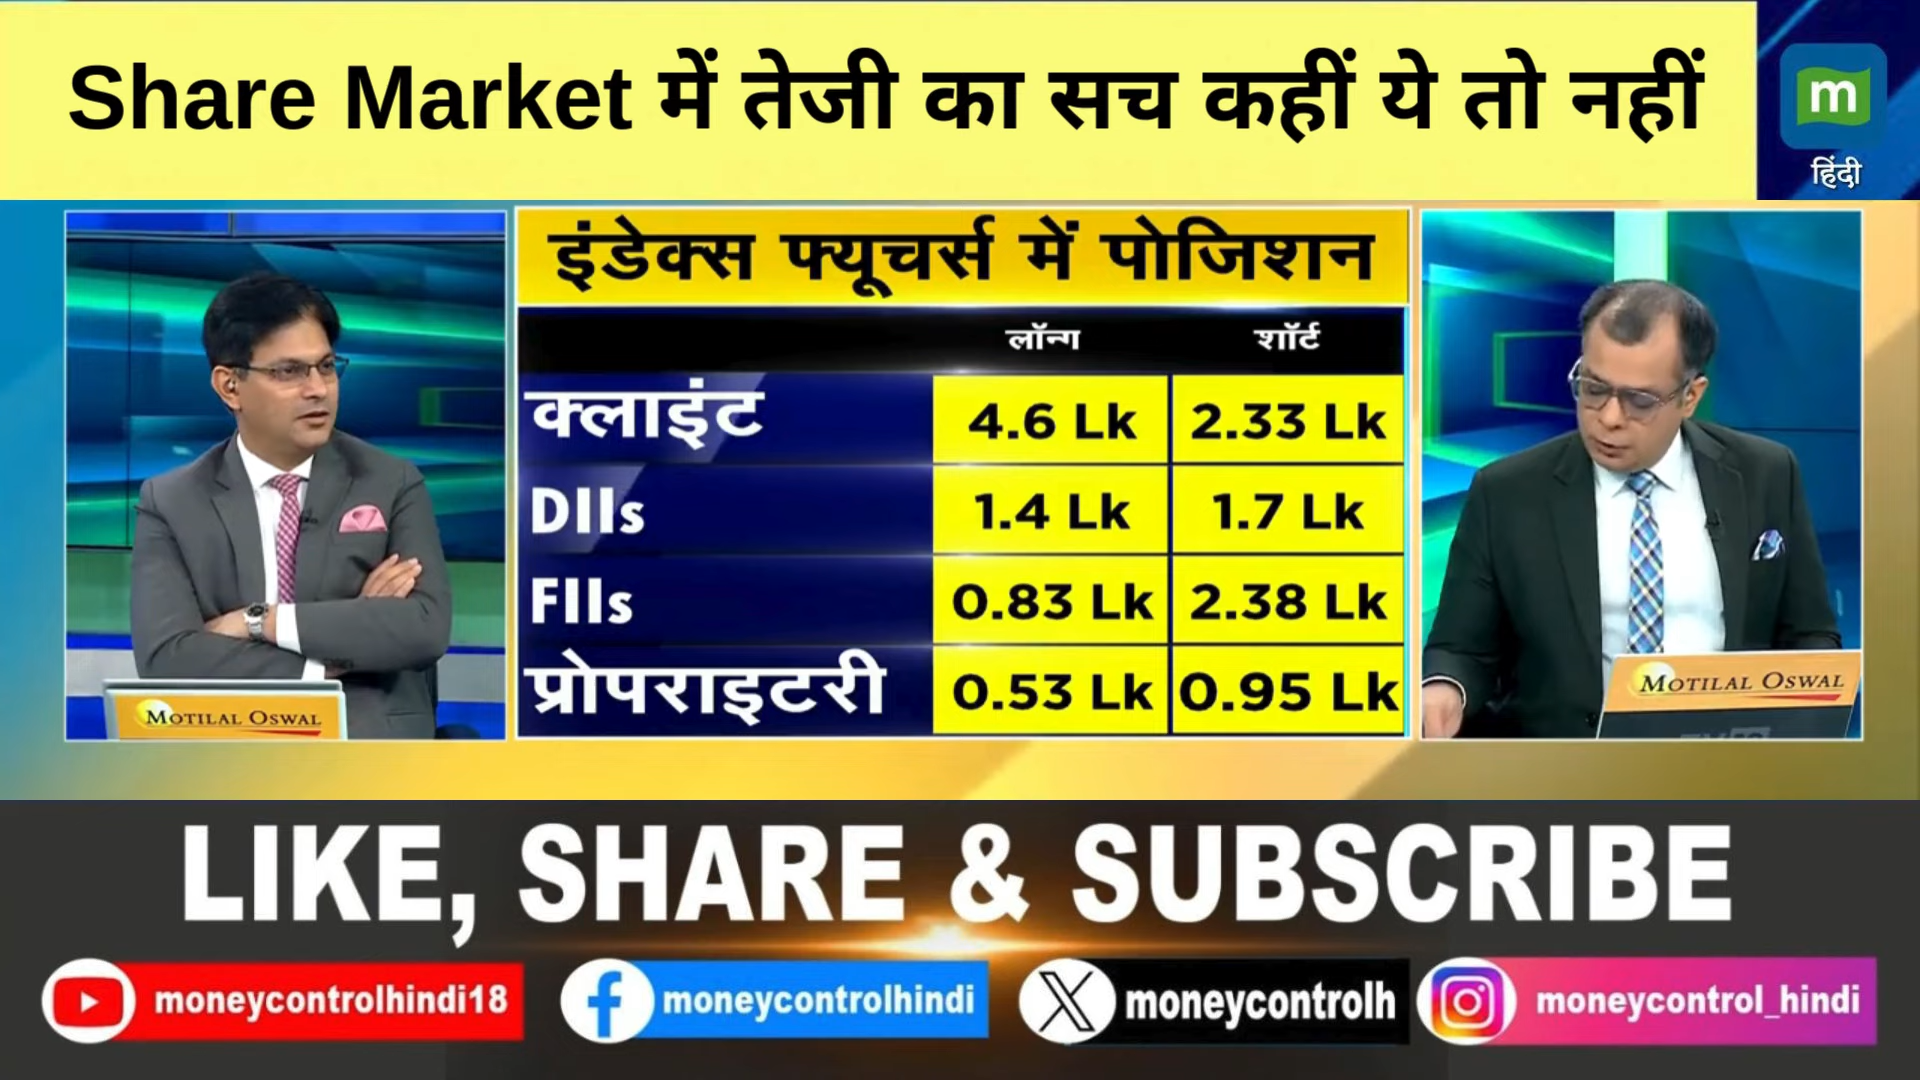 Share Market में तेजी का सच कहीं ये तो नहीं
m
हिंदी
इंडेक्स फ्यूचर्स में पोजिशन
लॉन्ग शॉर्ट
क्लाइंट 4.6 Lk 2.33 Lk
DIIs 1.4 Lk 1.7 Lk
FIIs 0.83 Lk 2.38 Lk
प्रोपराइटरी 0.53 Lk 0.95 Lk
MOTILAL OSWAL
MOTILAL OSWAL
LIKE, SHARE & SUBSCRIBE
moneycontrolhindi18 moneycontrolhindi moneycontrolh moneycontrol_hindi